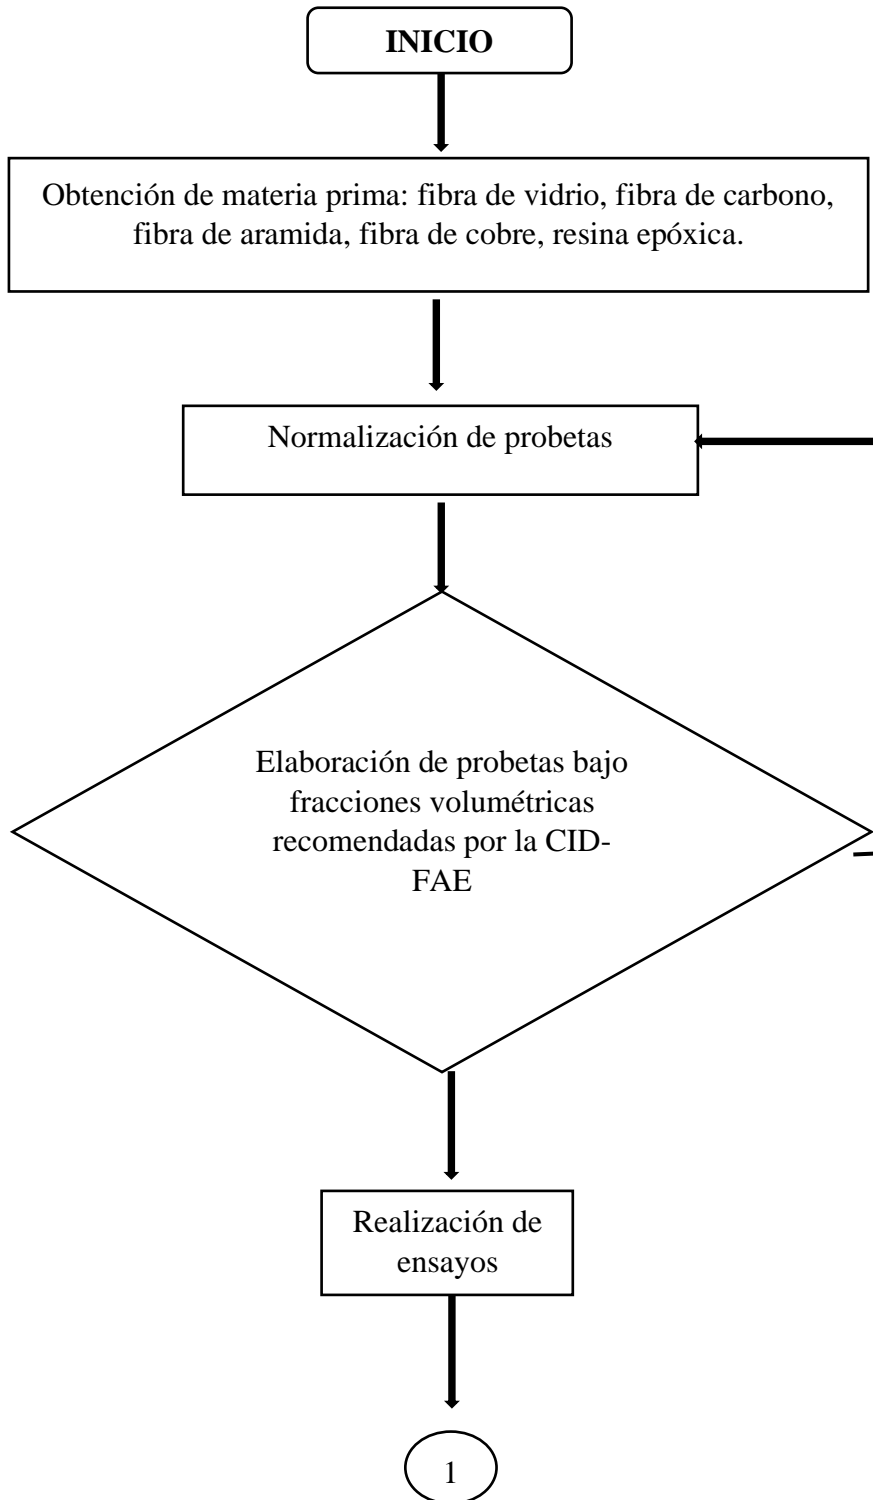 INICIO
Obtención de materia prima: fibra de vidrio, fibra de carbono,
fibra de aramida, fibra de cobre, resina epóxica.
Normalización de probetas
Elaboración de probetas bajo
fracciones volumétricas
recomendadas por la CID-
FAE
Realización de
ensayos
1